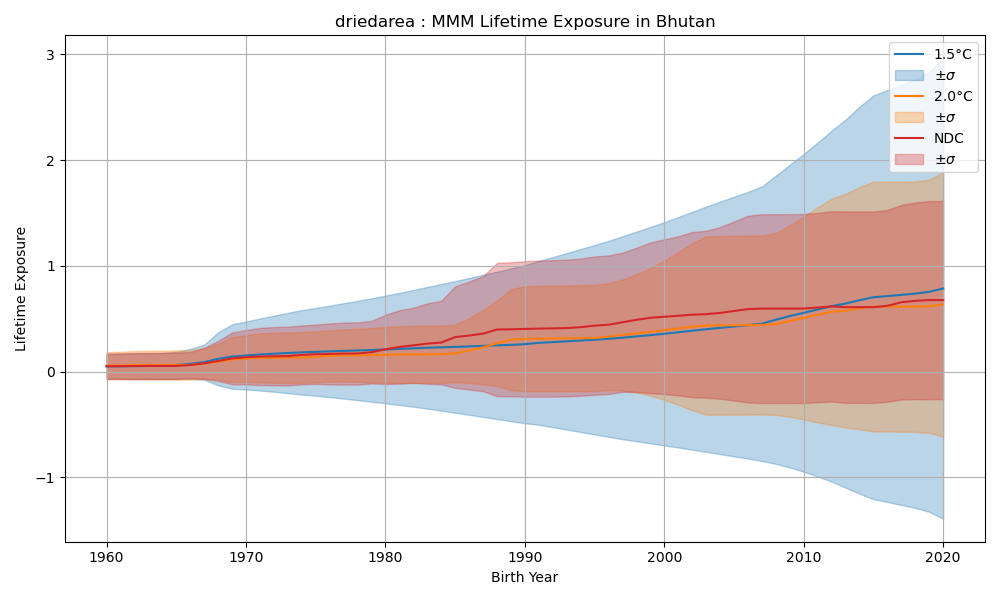 driedarea : MMM Lifetime Exposure in Bhutan
3
2
1
0
−1
Lifetime Exposure
1960
1970
1980
1990
2000
2010
2020
Birth Year
1.5°C
±σ
2.0°C
±σ
NDC
±σ